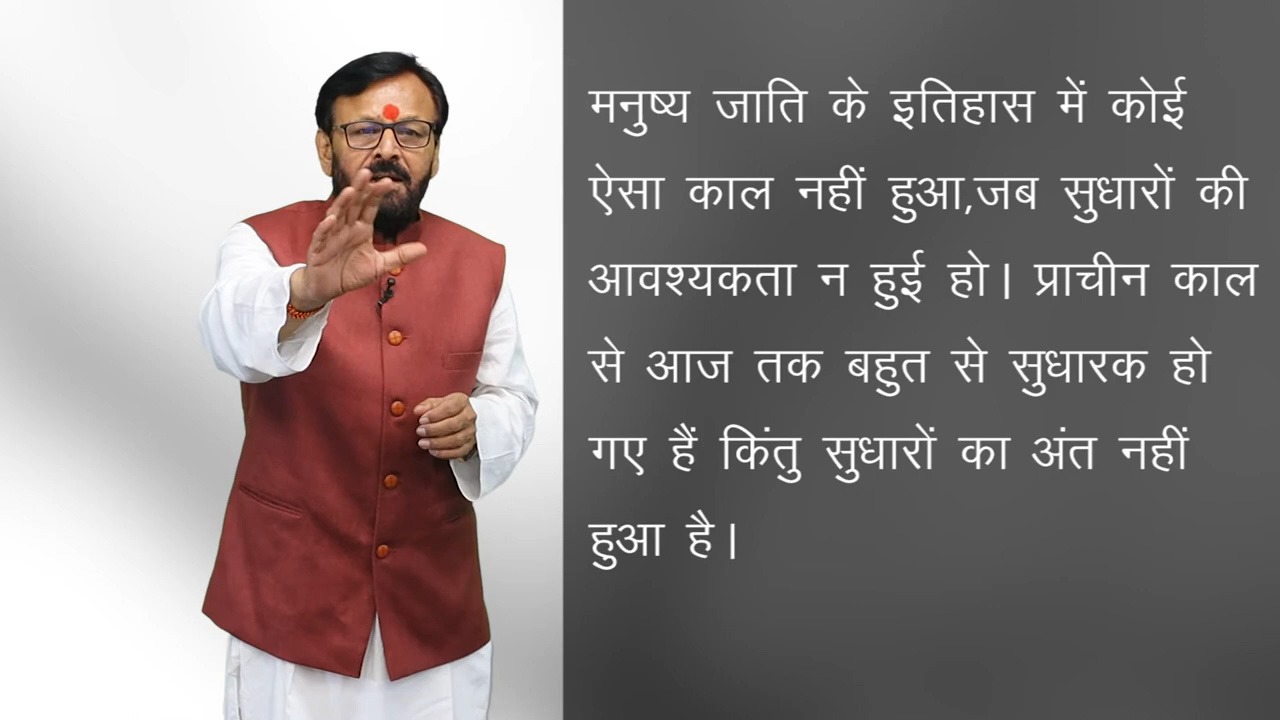 मनुष्य जाति के इतिहास में कोई
ऐसा काल नहीं हुआ,जब सुधारों की
आवश्यकता न हुई हो। प्राचीन काल
से आज तक बहुत से सुधारक हो
गए हैं किंतु सुधारों का अंत नहीं
हुआ है।